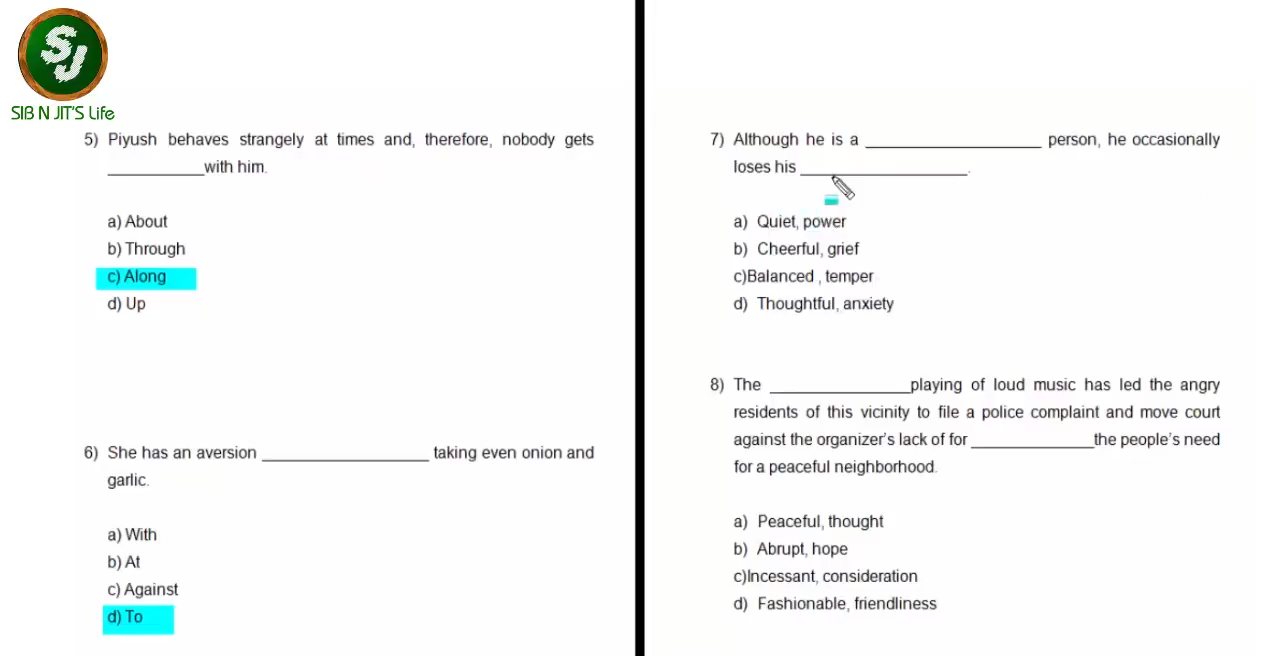 SJ
SIB N JIT'S Life
5) Piyush behaves strangely at times and, therefore, nobody gets
___________with him.
a) About
b) Through
c) Along
d) Up
6) She has an aversion ___________________ taking even onion and
garlic.
a) With
b) At
c) Against
d) To
7) Although he is a ____________________ person, he occasionally
loses his ___________________.
a) Quiet, power
b) Cheerful, grief
c)Balanced , temper
d) Thoughtful, anxiety
8) The ________________playing of loud music has led the angry
residents of this vicinity to file a police complaint and move court
against the organizer's lack of for ______________the people's need
for a peaceful neighborhood.
a) Peaceful, thought
b) Abrupt, hope
c)Incessant, consideration
d) Fashionable, friendliness